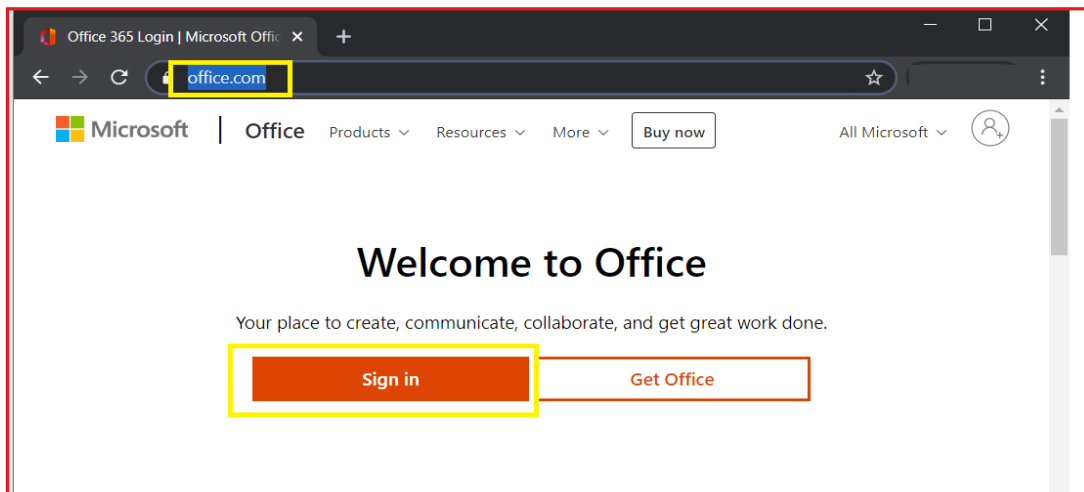 Office 365 Login | Microsoft Offic
office.com
Microsoft | Office Products Resources More Buy now All Microsoft
Welcome to Office
Your place to create, communicate, collaborate, and get great work done.
Sign in Get Office